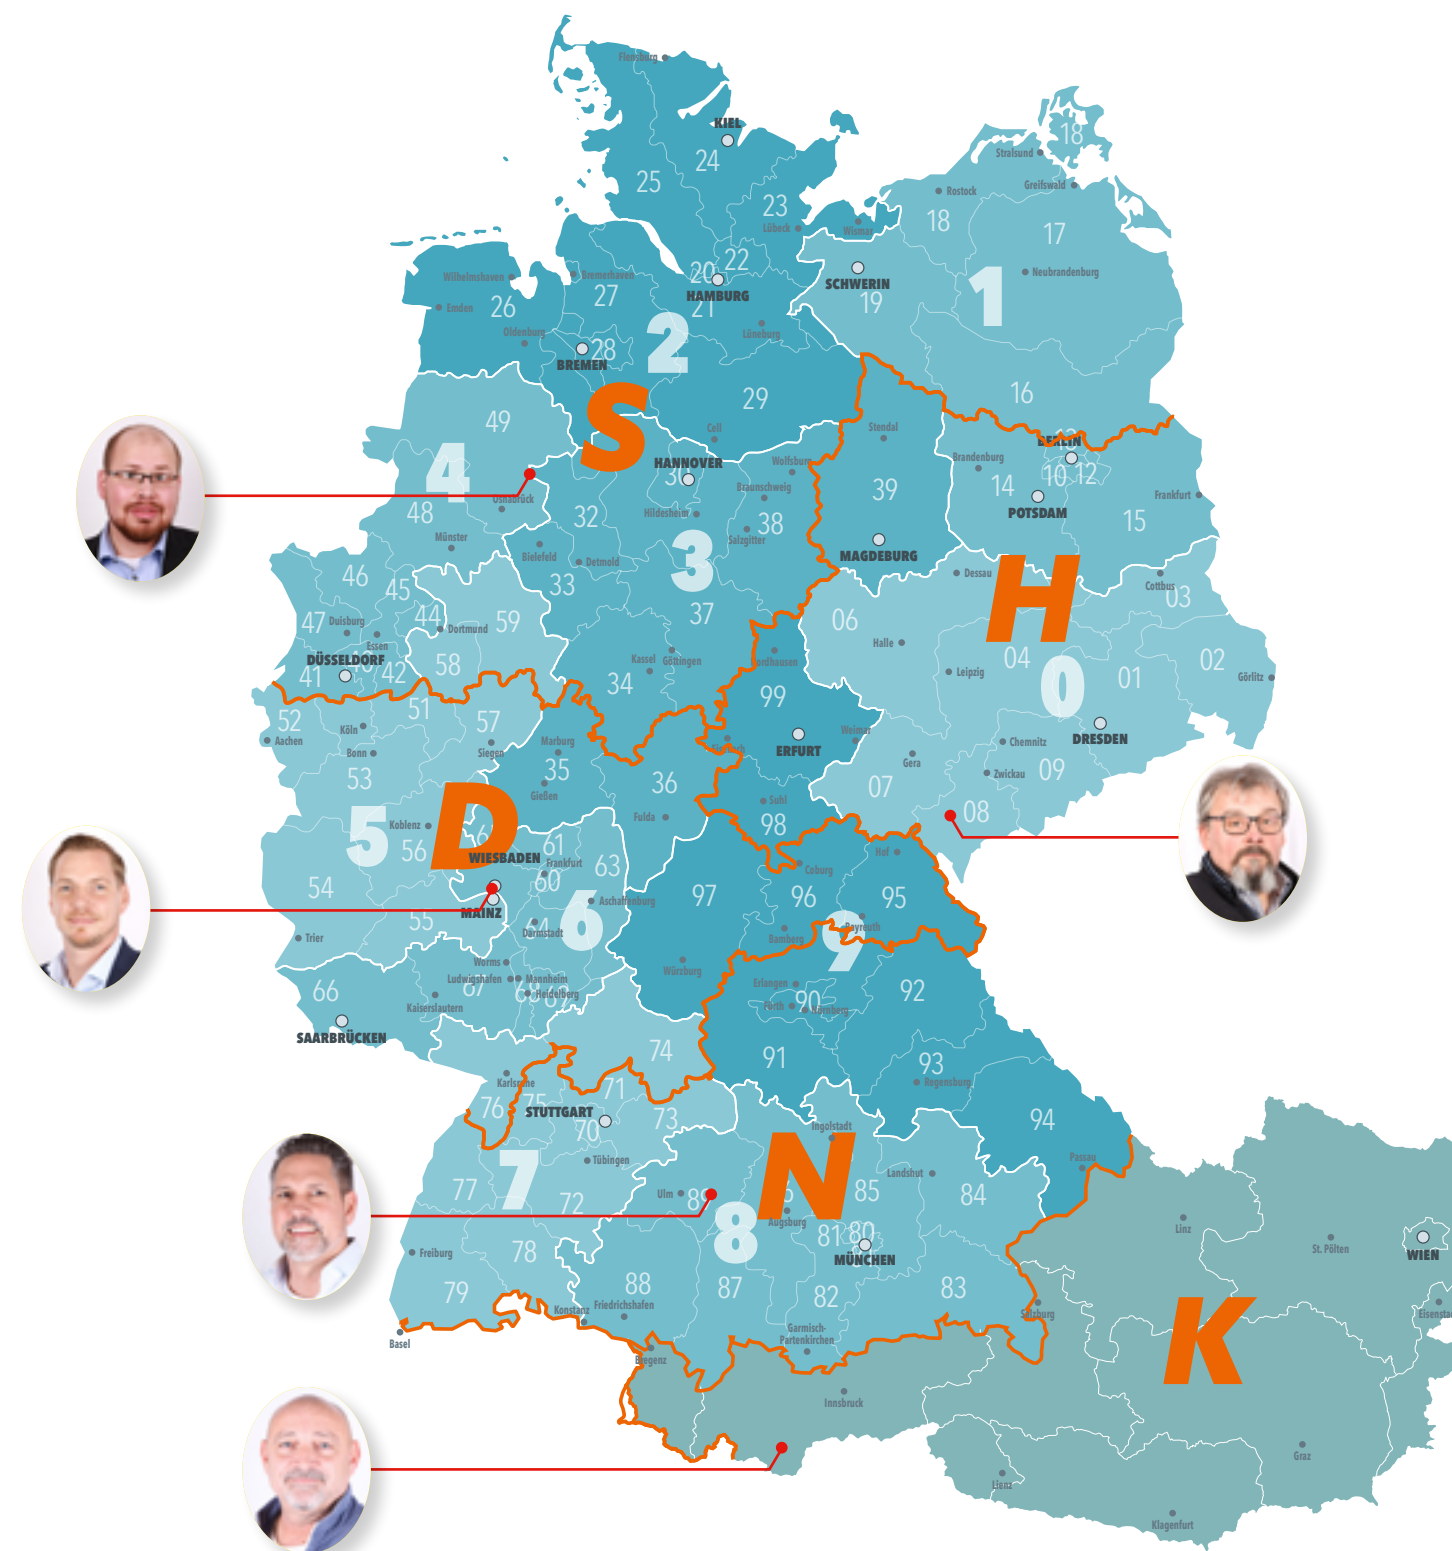 Flensburg
KIEL
24
25
23
Lübeck
Wismar
18
Stralsund
Greifswald
Rostock
18
17
Neubrandenburg
SCHWERIN
19
1
16
22
20
HAMBURG
21
Lüneburg
Wilhelmshaven
Bremerhaven
27
26
Emden
Oldenburg
28
BREMEN
2
29
S
Cell
49
4
Osnabrück
48
Münster
HANNOVER
30
Wolfsburg
Braunschweig
Hildesheim
38
Salzgitter
32
Bielefeld
Detmold
33
3
37
Stendal
39
MAGDEBURG
BERLIN
Brandenburg
14
10
12
POTSDAM
Frankfurt
15
Dessau
H
Cottbus
03
06
Halle
04
Leipzig
0
01
02
Görlitz
DRESDEN
Chemnitz
Zwickau
09
Gera
07
08
46
45
47
Duisburg
44
Dortmund
59
Essen
DÜSSELDORF
41
42
58
Kassel
Göttingen
34
99
Weimar
ERFURT
Suhl
98
52
51
57
Köln
Aachen
Bonn
Siegen
53
Marburg
35
Gießen
36
Fulda
D
5
Koblenz
56
WIESBADEN
61
Frankfurt
63
60
54
MAINZ
55
6
Aschaffenburg
Darmstadt
Trier
Worms
Ludwigshafen
Mannheim
67
Heidelberg
Kaiserslautern
66
SAARBRÜCKEN
Coburg
Hof
97
96
95
Bayreuth
Bamberg
9
Würzburg
Erlangen
90
Fürth
Nürnberg
92
91
93
Regensburg
94
Passau
74
Karlsruhe
71
76
75
STUTTGART
73
70
Tübingen
7
77
72
78
Freiburg
79
Basel
Konstanz
Friedrichshafen
88
Ulm
89
8
87
Ingolstadt
N
Augsburg
85
Landshut
84
81
80
MÜNCHEN
82
83
Garmisch-
Partenkirchen
Bregenz
Innsbruck
Salzburg
Linz
St. Pölten
WIEN
K
Graz
Lienz
Klagenfurt